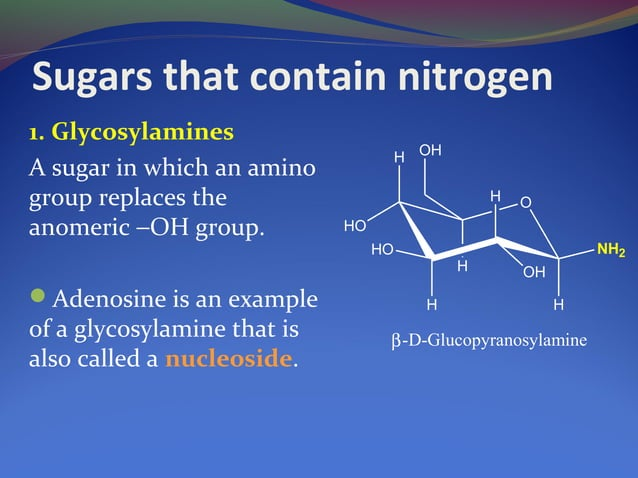 Sugars that contain nitrogen
1. Glycosylamines
A sugar in which an amino
group replaces the
anomeric –OH group.
Adenosine is an example
of a glycosylamine that is
also called a nucleoside.
H
OH
H
O
HO
HO
NH2
H
OH
H
H
β-D-Glucopyranosylamine